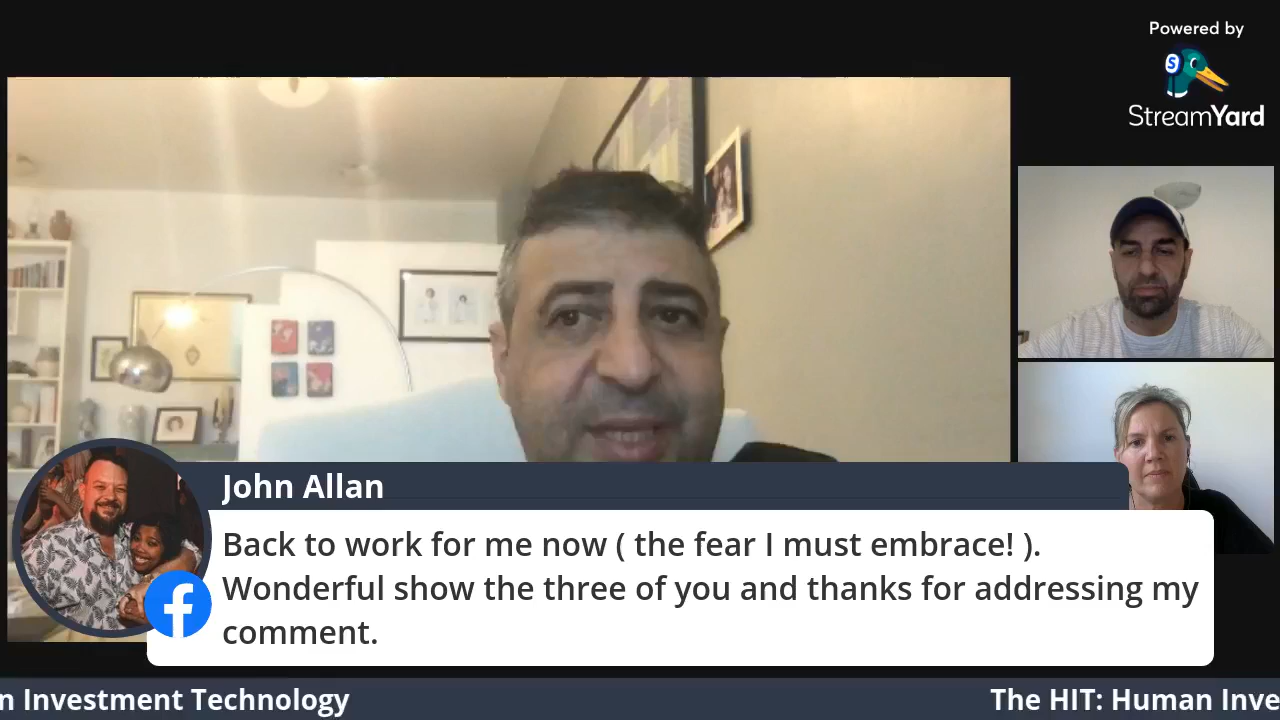 Powered by
StreamYard
John Allan
Back to work for me now ( the fear I must embrace! ).
Wonderful show the three of you and thanks for addressing my
comment.
n Investment Technology
The HIT: Human Inve